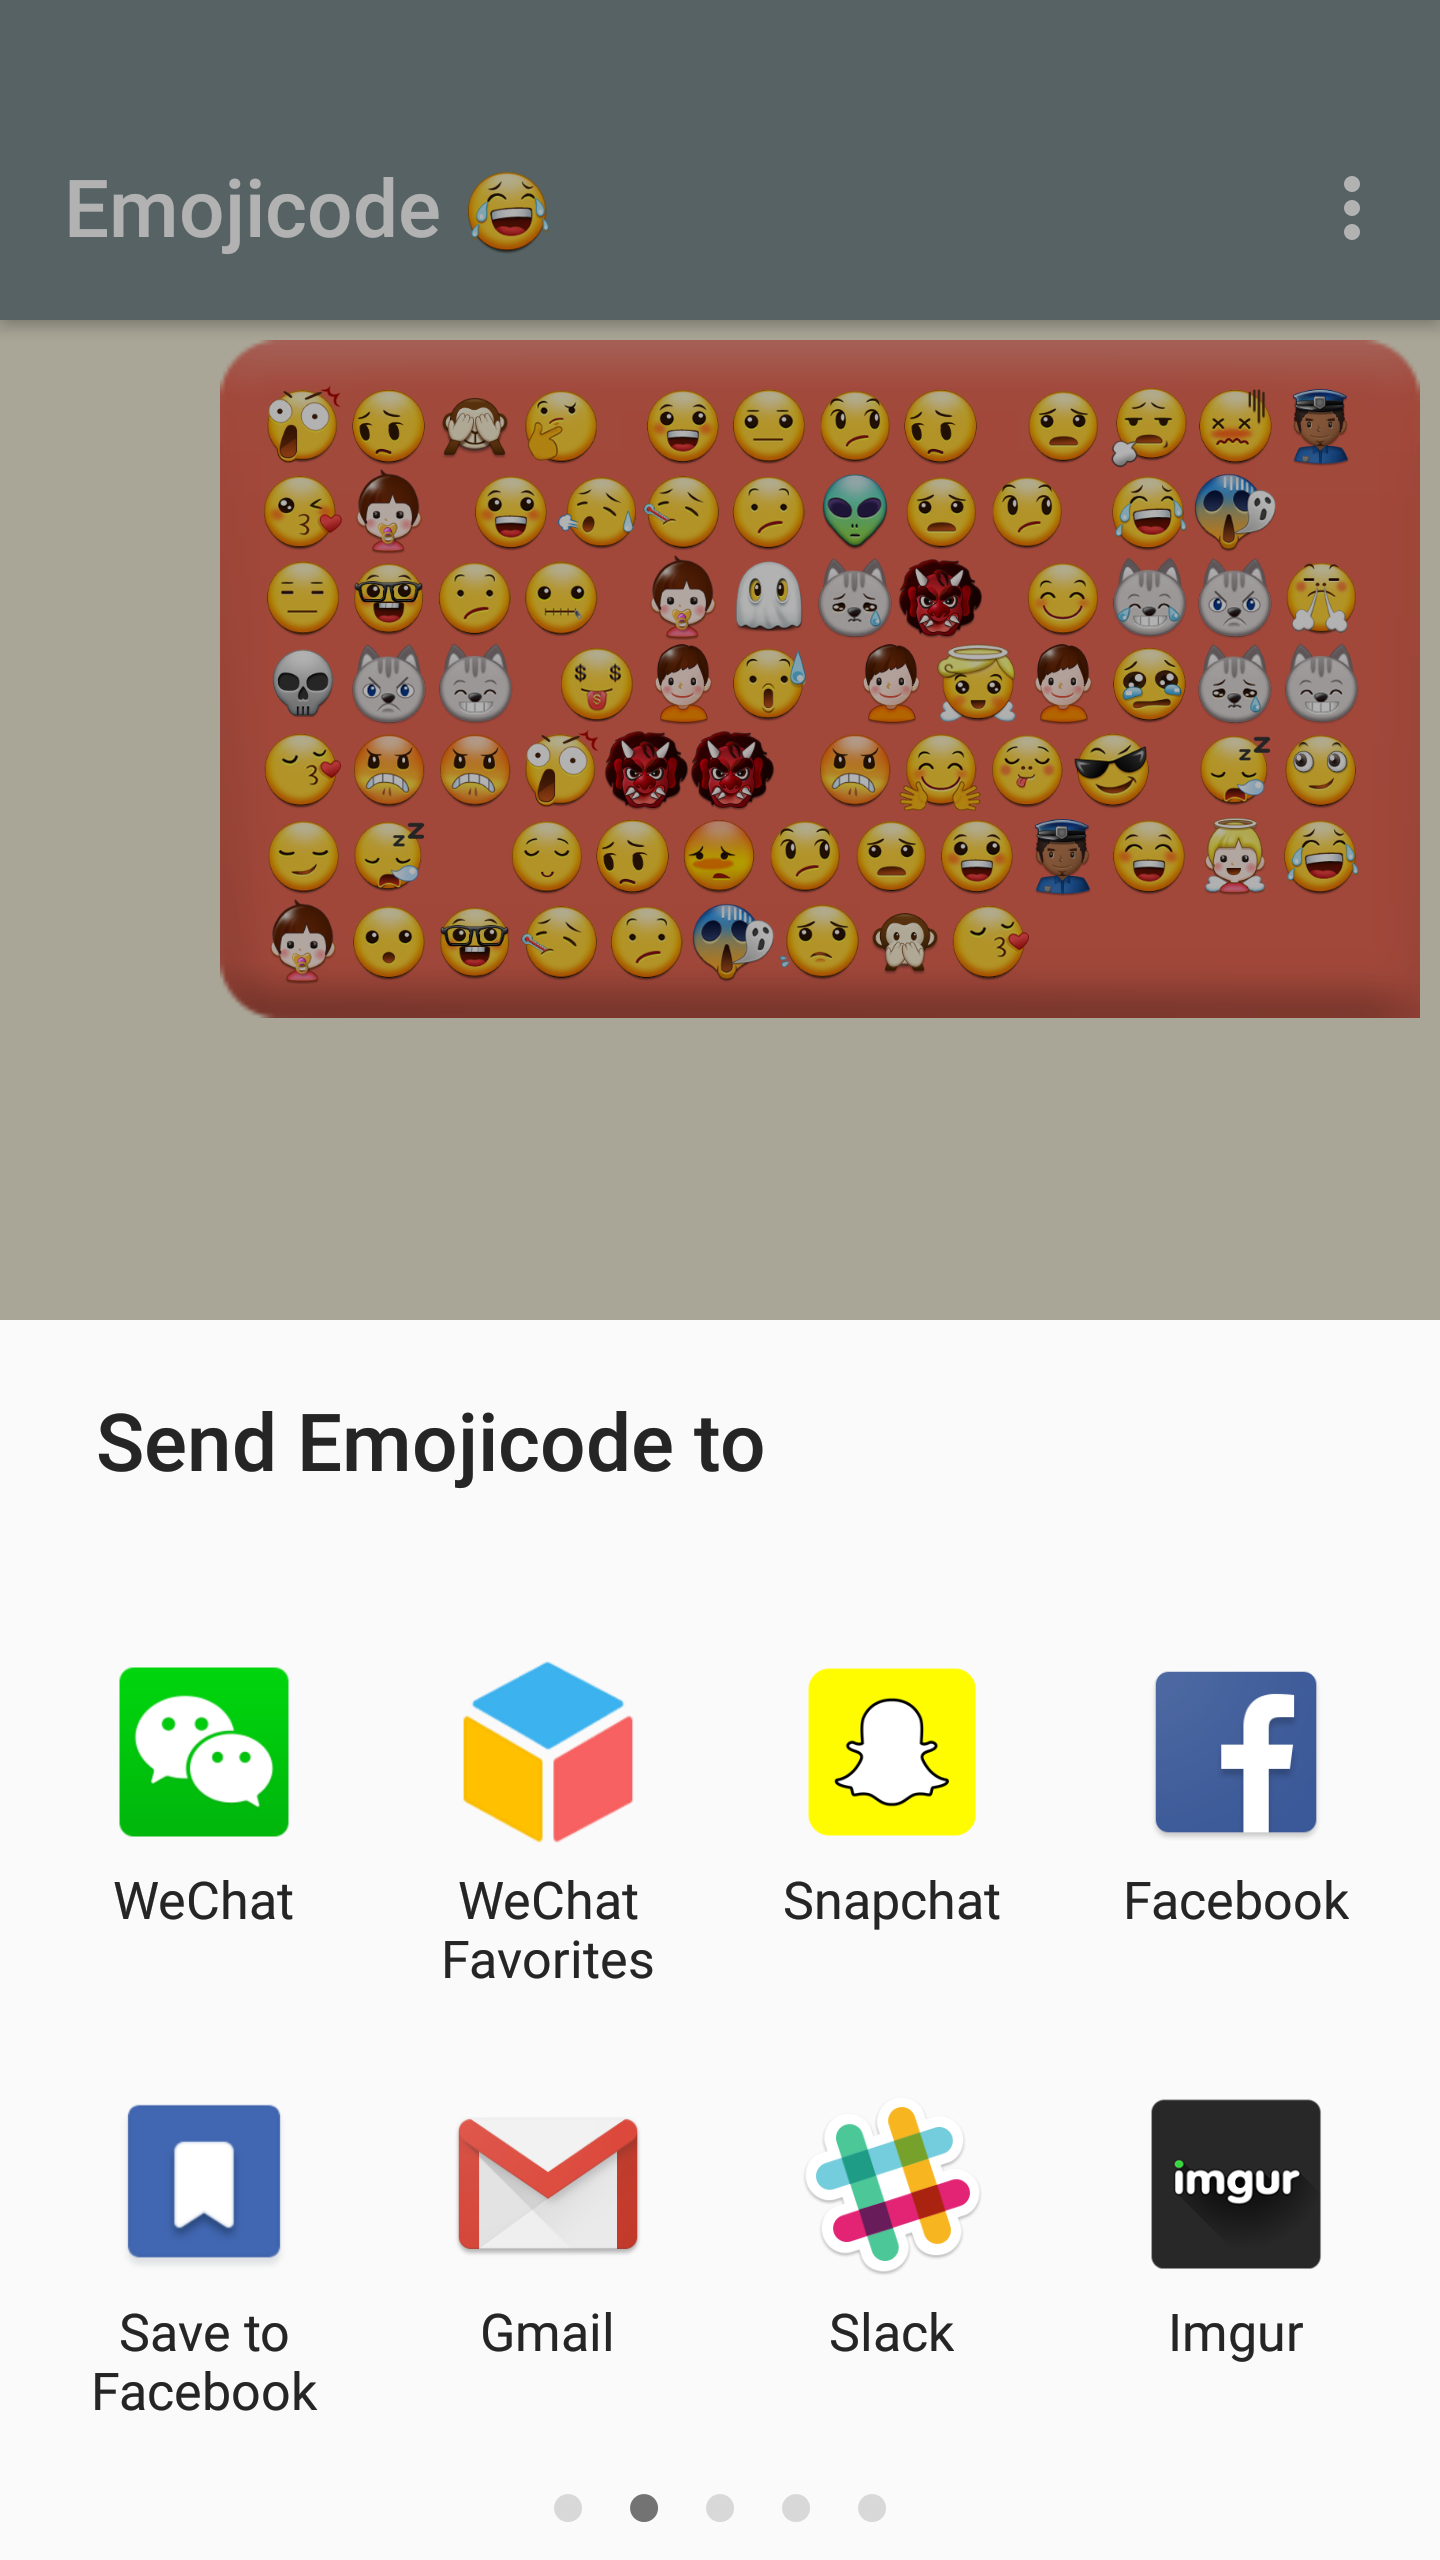 Emojicode 😂
Send Emojicode to
WeChat
WeChat
Favorites
Snapchat
Facebook
Save to
Facebook
Gmail
Slack
imgur
Imgur